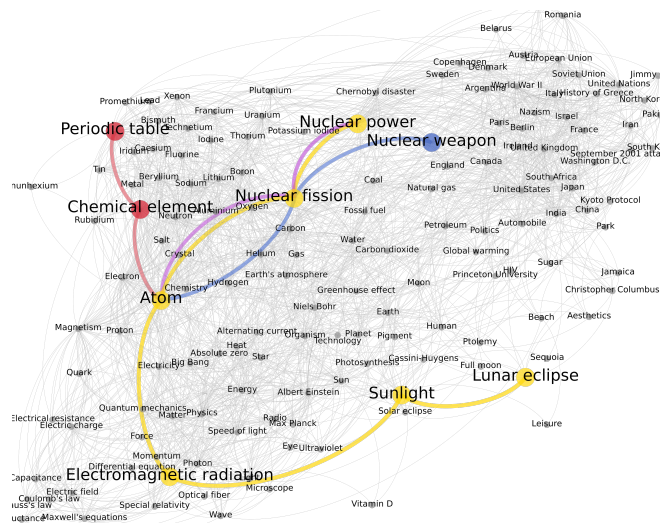 Romania
Belarus
Austria
European Union
Copenhagen
Denmark
Sweden
Soviet Union
Jimmy
United Nations
World War II
Argentina
Italy
History of Greece
North Kor
Plutonium
Chernobyl disaster
Xenon
Lead
Promethium
Francium
Uranium
Nazism
Israel
Iran
Paki
Bismuth
Technetium
Nuclear power
Paris
Berlin
France
Periodic table
Iodine
Thorium
Potassium iodide
Nuclear weapon
Ireland
United Kingdom
South K
Caesium
Iridium
Fluorine
September 2001 atta
Washington D.C.
England
Canada
Tin
Boron
Beryllium
Lithium
Coal
South Africa
Metal
Sodium
Natural gas
United States
Japan
unhexium
Nuclear fission
Kyoto Protocol
Chemical element
Oxygen
Aluminium
Neutron
Fossil fuel
India
China
Rubidium
Carbon
Petroleum
Automobile
Park
Politics
Salt
Water
Crystal
Helium
Gas
Carbon dioxide
Global warming
Sugar
HIV
Electron
Earth's atmosphere
Princeton University
Jamaica
Chemistry
Hydrogen
Moon
Greenhouse effect
Christopher Columbus
Atom
Niels Bohr
Earth
Beach
Aesthetics
Magnetism
Proton
Alternating current
Organism
Planet
Pigment
Human
Technology
Ptolemy
Heat
Absolute zero
Star
Big Bang
Electricity
Photosynthesis
Cassini-Huygens
Sequoia
Full moon
Quark
Sun
Lunar eclipse
Energy
Albert Einstein
Sunlight
Quantum mechanics
Matter
Physics
Solar eclipse
Electrical resistance
Electric charge
Radio
Max Planck
Leisure
Force
Speed of light
Eye
Ultraviolet
Momentum
Differential equation
Photon
Electromagnetic radiation
Capacitance
Microscope
Electric field
Optical fiber
Coulomb's law
uss's law
Special relativity
Vitamin D
uctance
Maxwell's equations
Wave